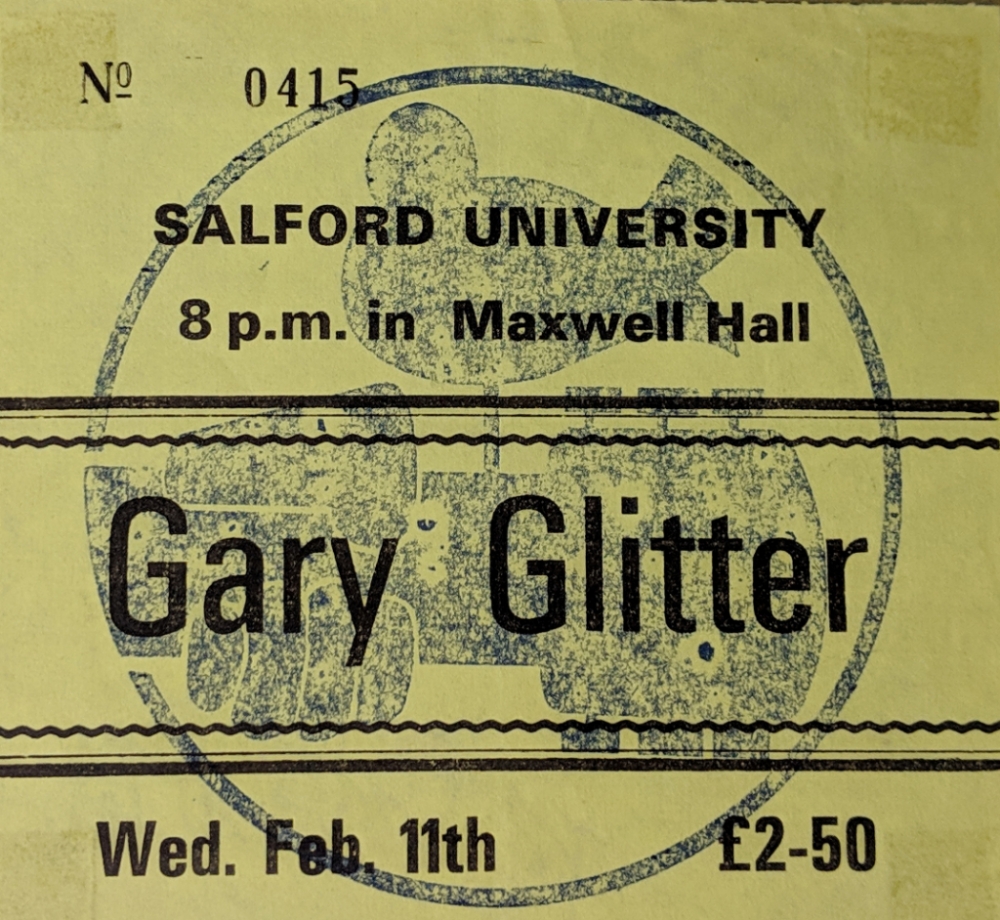 Nº 0415
SALFORD UNIVERSITY
8 p.m. in Maxwell Hall
Gary Glitter
Wed. Feb. 11th £2-50